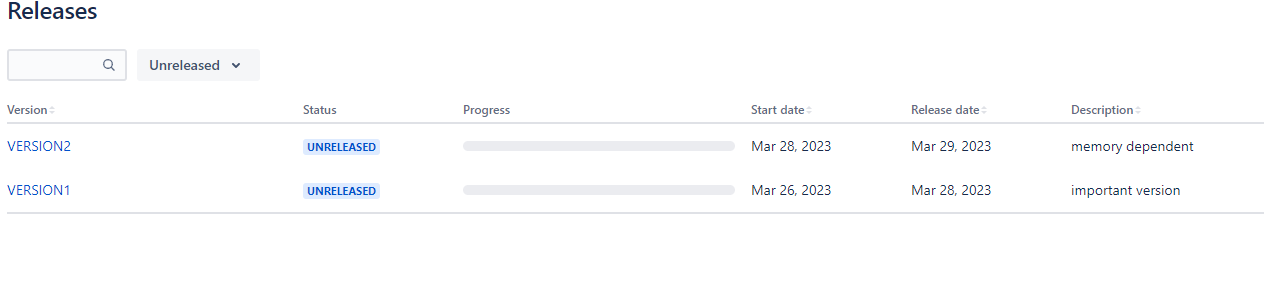 Releases
Unreleased
Version Status Progress Start date Release date Description
VERSION2 UNRELEASED Mar 28, 2023 Mar 29, 2023 memory dependent
VERSION1 UNRELEASED Mar 26, 2023 Mar 28, 2023 important version